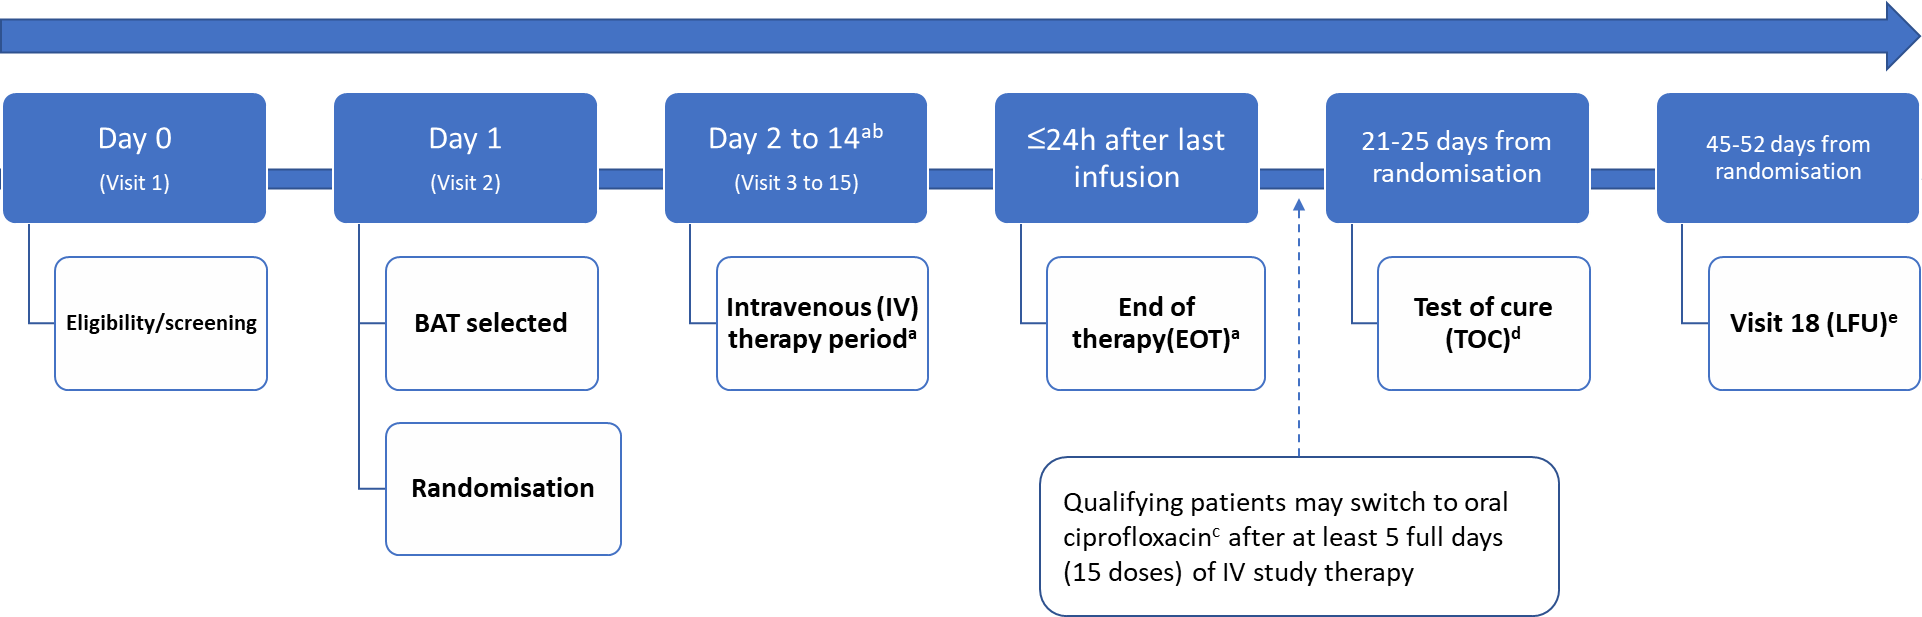 Day 0
(Visit 1)
Day 1
(Visit 2)
Day 2 to 14ᵃᵇ
(Visit 3 to 15)
≤24h after last
infusion
21-25 days from
randomisation
45-52 days from
randomisation
Eligibility/screening
BAT selected
Randomisation
Intravenous (IV)
therapy periodᵃ
End of
therapy(EOT)ᵃ
Test of cure
(TOC)ᵈ
Visit 18 (LFU)ᵉ
Qualifying patients may switch to oral
ciprofloxacinᶜ after at least 5 full days
(15 doses) of IV study therapy